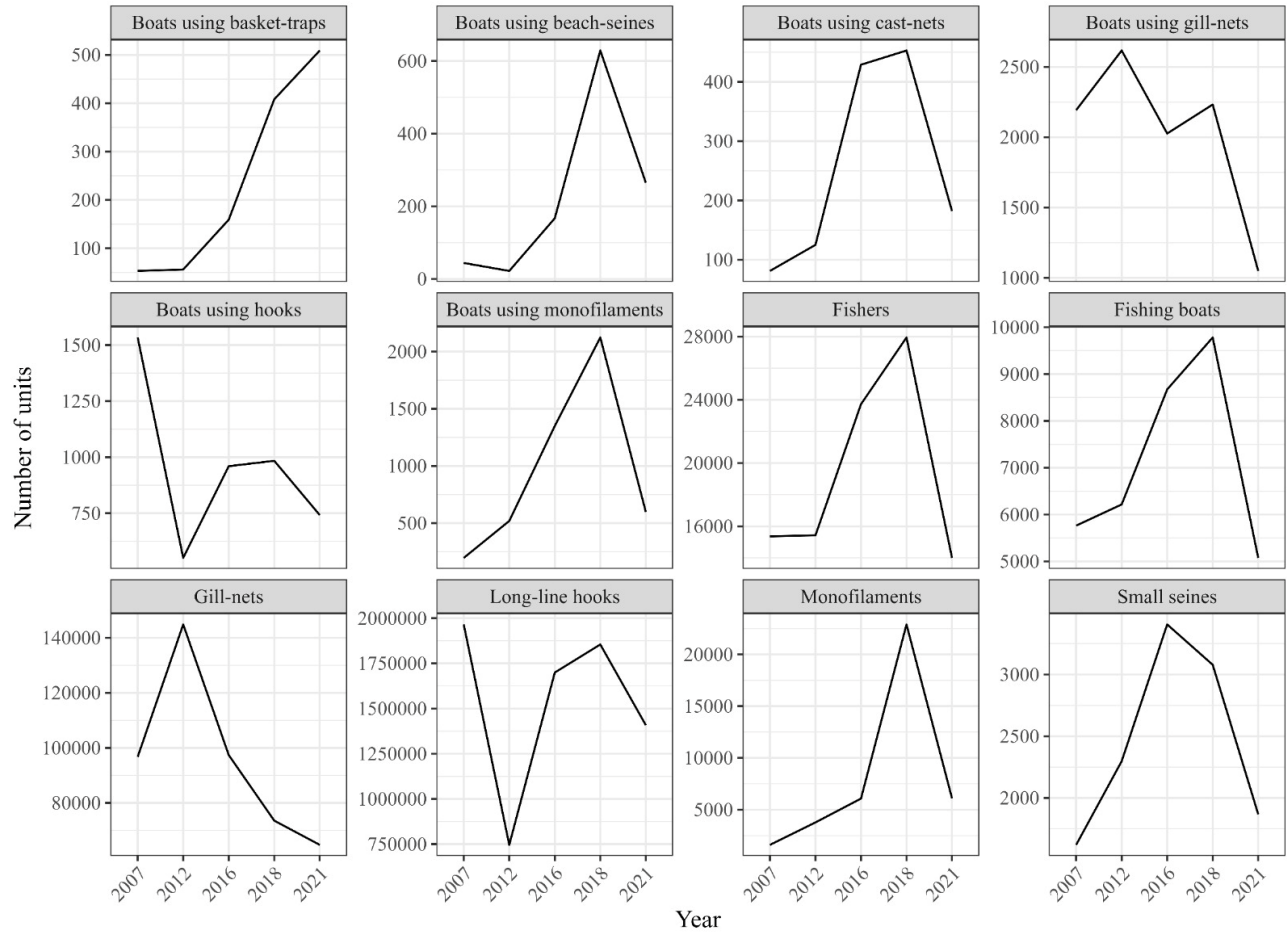 Boats using basket-traps
Boats using beach-seines
Boats using cast-nets
Boats using gill-nets
500
400
300
200
100
600
400
200
0
400
300
200
100
2500
2000
1500
1000
Boats using hooks
Boats using monofilaments
Fishers
Fishing boats
1500
1250
1000
750
2000
1500
1000
500
28000
24000
20000
16000
10000
9000
8000
7000
6000
5000
Gill-nets
Long-line hooks
Monofilaments
Small seines
140000
120000
100000
80000
2000000
1750000
1500000
1250000
1000000
750000
20000
15000
10000
5000
3000
2500
2000
2007 2012 2016 2018 2021
2007 2012 2016 2018 2021
2007 2012 2016 2018 2021
2007 2012 2016 2018 2021
Number of units
Year